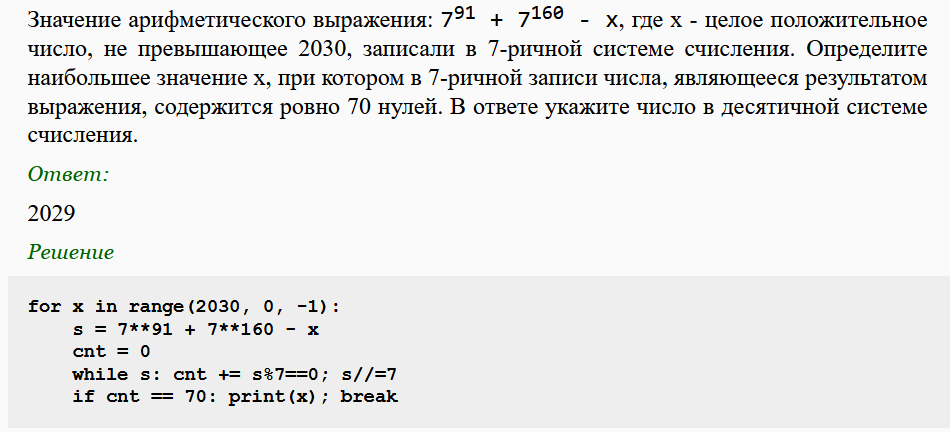 Значение арифметического выражения: 7^91 + 7^160 - x, где x - целое положительное
число, не превышающее 2030, записали в 7-ричной системе счисления. Определите
наибольшее значение x, при котором в 7-ричной записи числа, являющееся результатом
выражения, содержится ровно 70 нулей. В ответе укажите число в десятичной системе
счисления.
Ответ:
2029
Решение
for x in range(2030, 0, -1):
    s = 7**91 + 7**160 - x
    cnt = 0
    while s: cnt += s%7==0; s//=7
    if cnt == 70: print(x); break